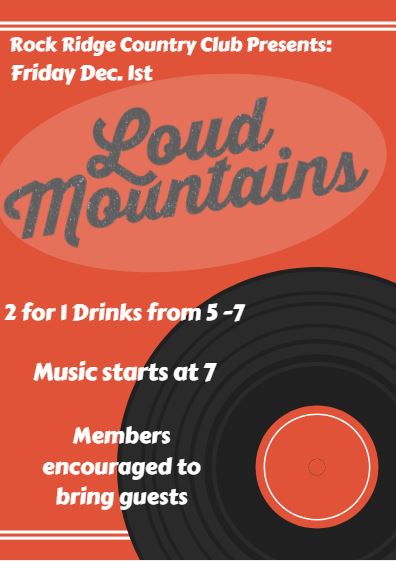 Rock Ridge Country Club Presents:
Friday Dec. 1st
Loud
Mountains
2 for 1 Drinks from 5 -7
Music starts at 7
Members
encouraged to
bring guests